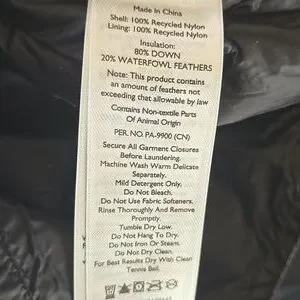 Made In China
Shell: 100% Recycled Nylon
Lining: 100% Recycled Nylon
Insulation:
80% DOWN
20% WATERFOWL FEATHERS
Note: This product contains
an amount of feathers not
exceeding that allowable by law
Contains Non-textile Parts
Of Animal Origin
PER. NO PA-9900 (CN)
Secure All Garment Closures
Before Laundering.
Machine Wash Warm Delicate
Separately.
Mild Detergent Only.
Do Not Bleach.
Do Not Use Fabric Softeners.
Rinse Thoroughly And Remove
Promptly.
Tumble Dry Low.
Do Not Hang Dry.
Do Not Iron Or Steam.
Do Not Dry Clean.
For Best Results Dry With Clean
Tennis Ball.